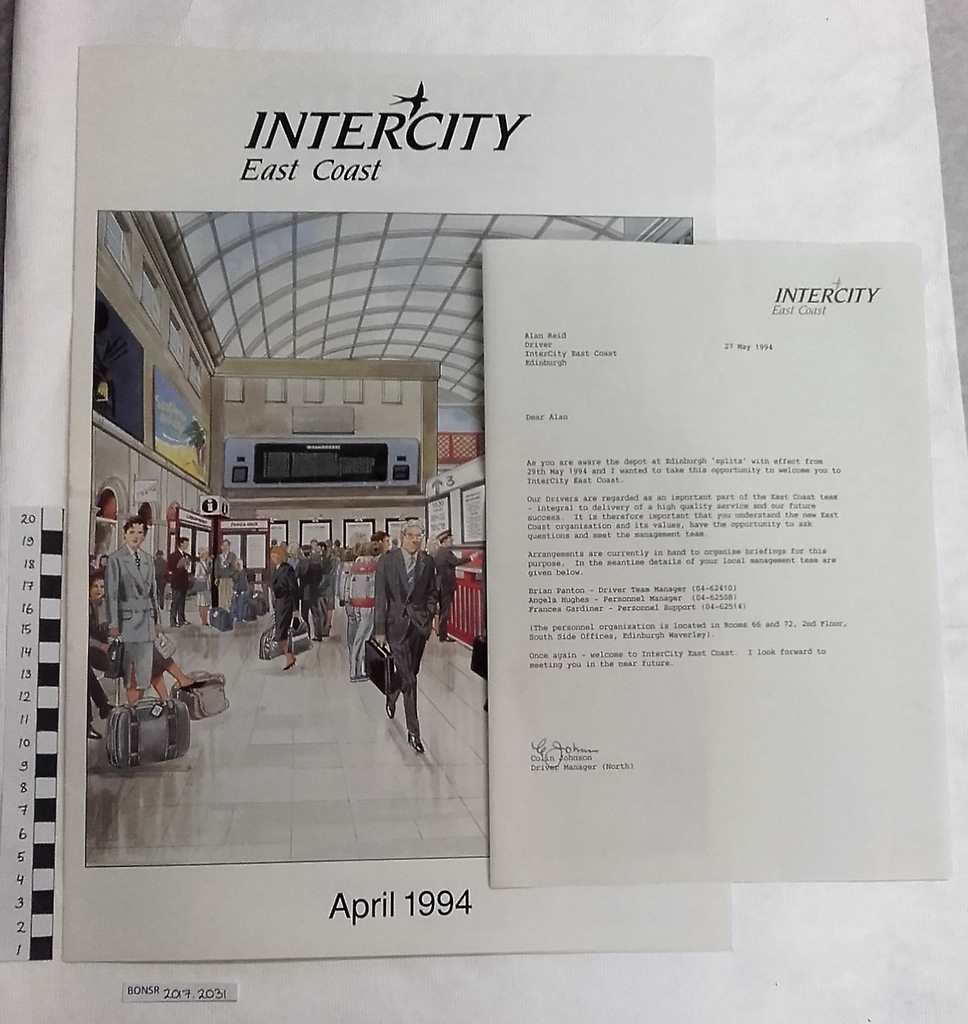 INTERCITY
East Coast
April 1994
INTERCITY
East Coast
Alan Reid
Driver
InterCity East Coast
Edinburgh
27 May 1994
Dear Alan
As you are aware the depot at Edinburgh 'splits' with effect from
29th May 1994 and I wanted to take this opportunity to welcome you to
InterCity East Coast.
Our Drivers are regarded as an important part of the East Coast team
- integral to delivery of a high quality service and our future
success. It is therefore important that you understand the new East
Coast organisation and its values, have the opportunity to ask
questions and meet the management team.
Arrangements are currently in hand to organise briefings for this
purpose. In the meantime details of your local management team are
given below.
Brian Panton - Driver Team Manager (04-62410)
Angela Hughes - Personnel Manager (04-62508)
Frances Gardiner - Personnel Support (04-62514)
(The personnel organization is located in Rooms 66 and 72, 2nd Floor,
South Side Offices, Edinburgh Waverley).
Once again - welcome to InterCity East Coast. I look forward to
meeting you in the near future.
C Johnson
Colin Johnson
Driver Manager (North)
i
3
20
19
18
17
16
15
14
13
12
11
10
9
8
7
6
5
4
3
2
1
BONSR 2017.2031